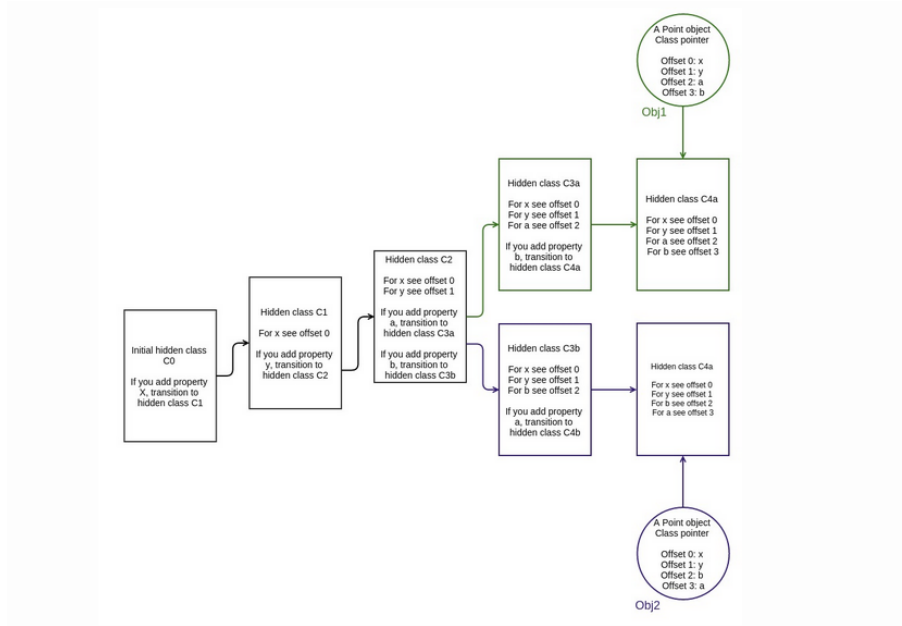 A Point object
Class pointer
Offset 0: x
Offset 1: y
Offset 2: a
Offset 3: b
Obj1
Hidden class C3a
For x see offset 0
For y see offset 1
For a see offset 2
If you add property
b, transition to
hidden class C4a
Hidden class C4a
For x see offset 0
For y see offset 1
For a see offset 2
For b see offset 3
Initial hidden class
C0
If you add property
X, transition to
hidden class C1
Hidden class C1
For x see offset 0
If you add property
y, transition to
hidden class C2
Hidden class C2
For x see offset 0
For y see offset 1
If you add property
a, transition to
hidden class C3a
If you add property
b, transition to
hidden class C3b
Hidden class C3b
For x see offset 0
For y see offset 1
For b see offset 2
If you add property
a, transition to
hidden class C4b
Hidden class C4a
For x see offset 0
For y see offset 1
For b see offset 2
For a see offset 3
A Point object
Class pointer
Offset 0: x
Offset 1: y
Offset 2: b
Offset 3: a
Obj2